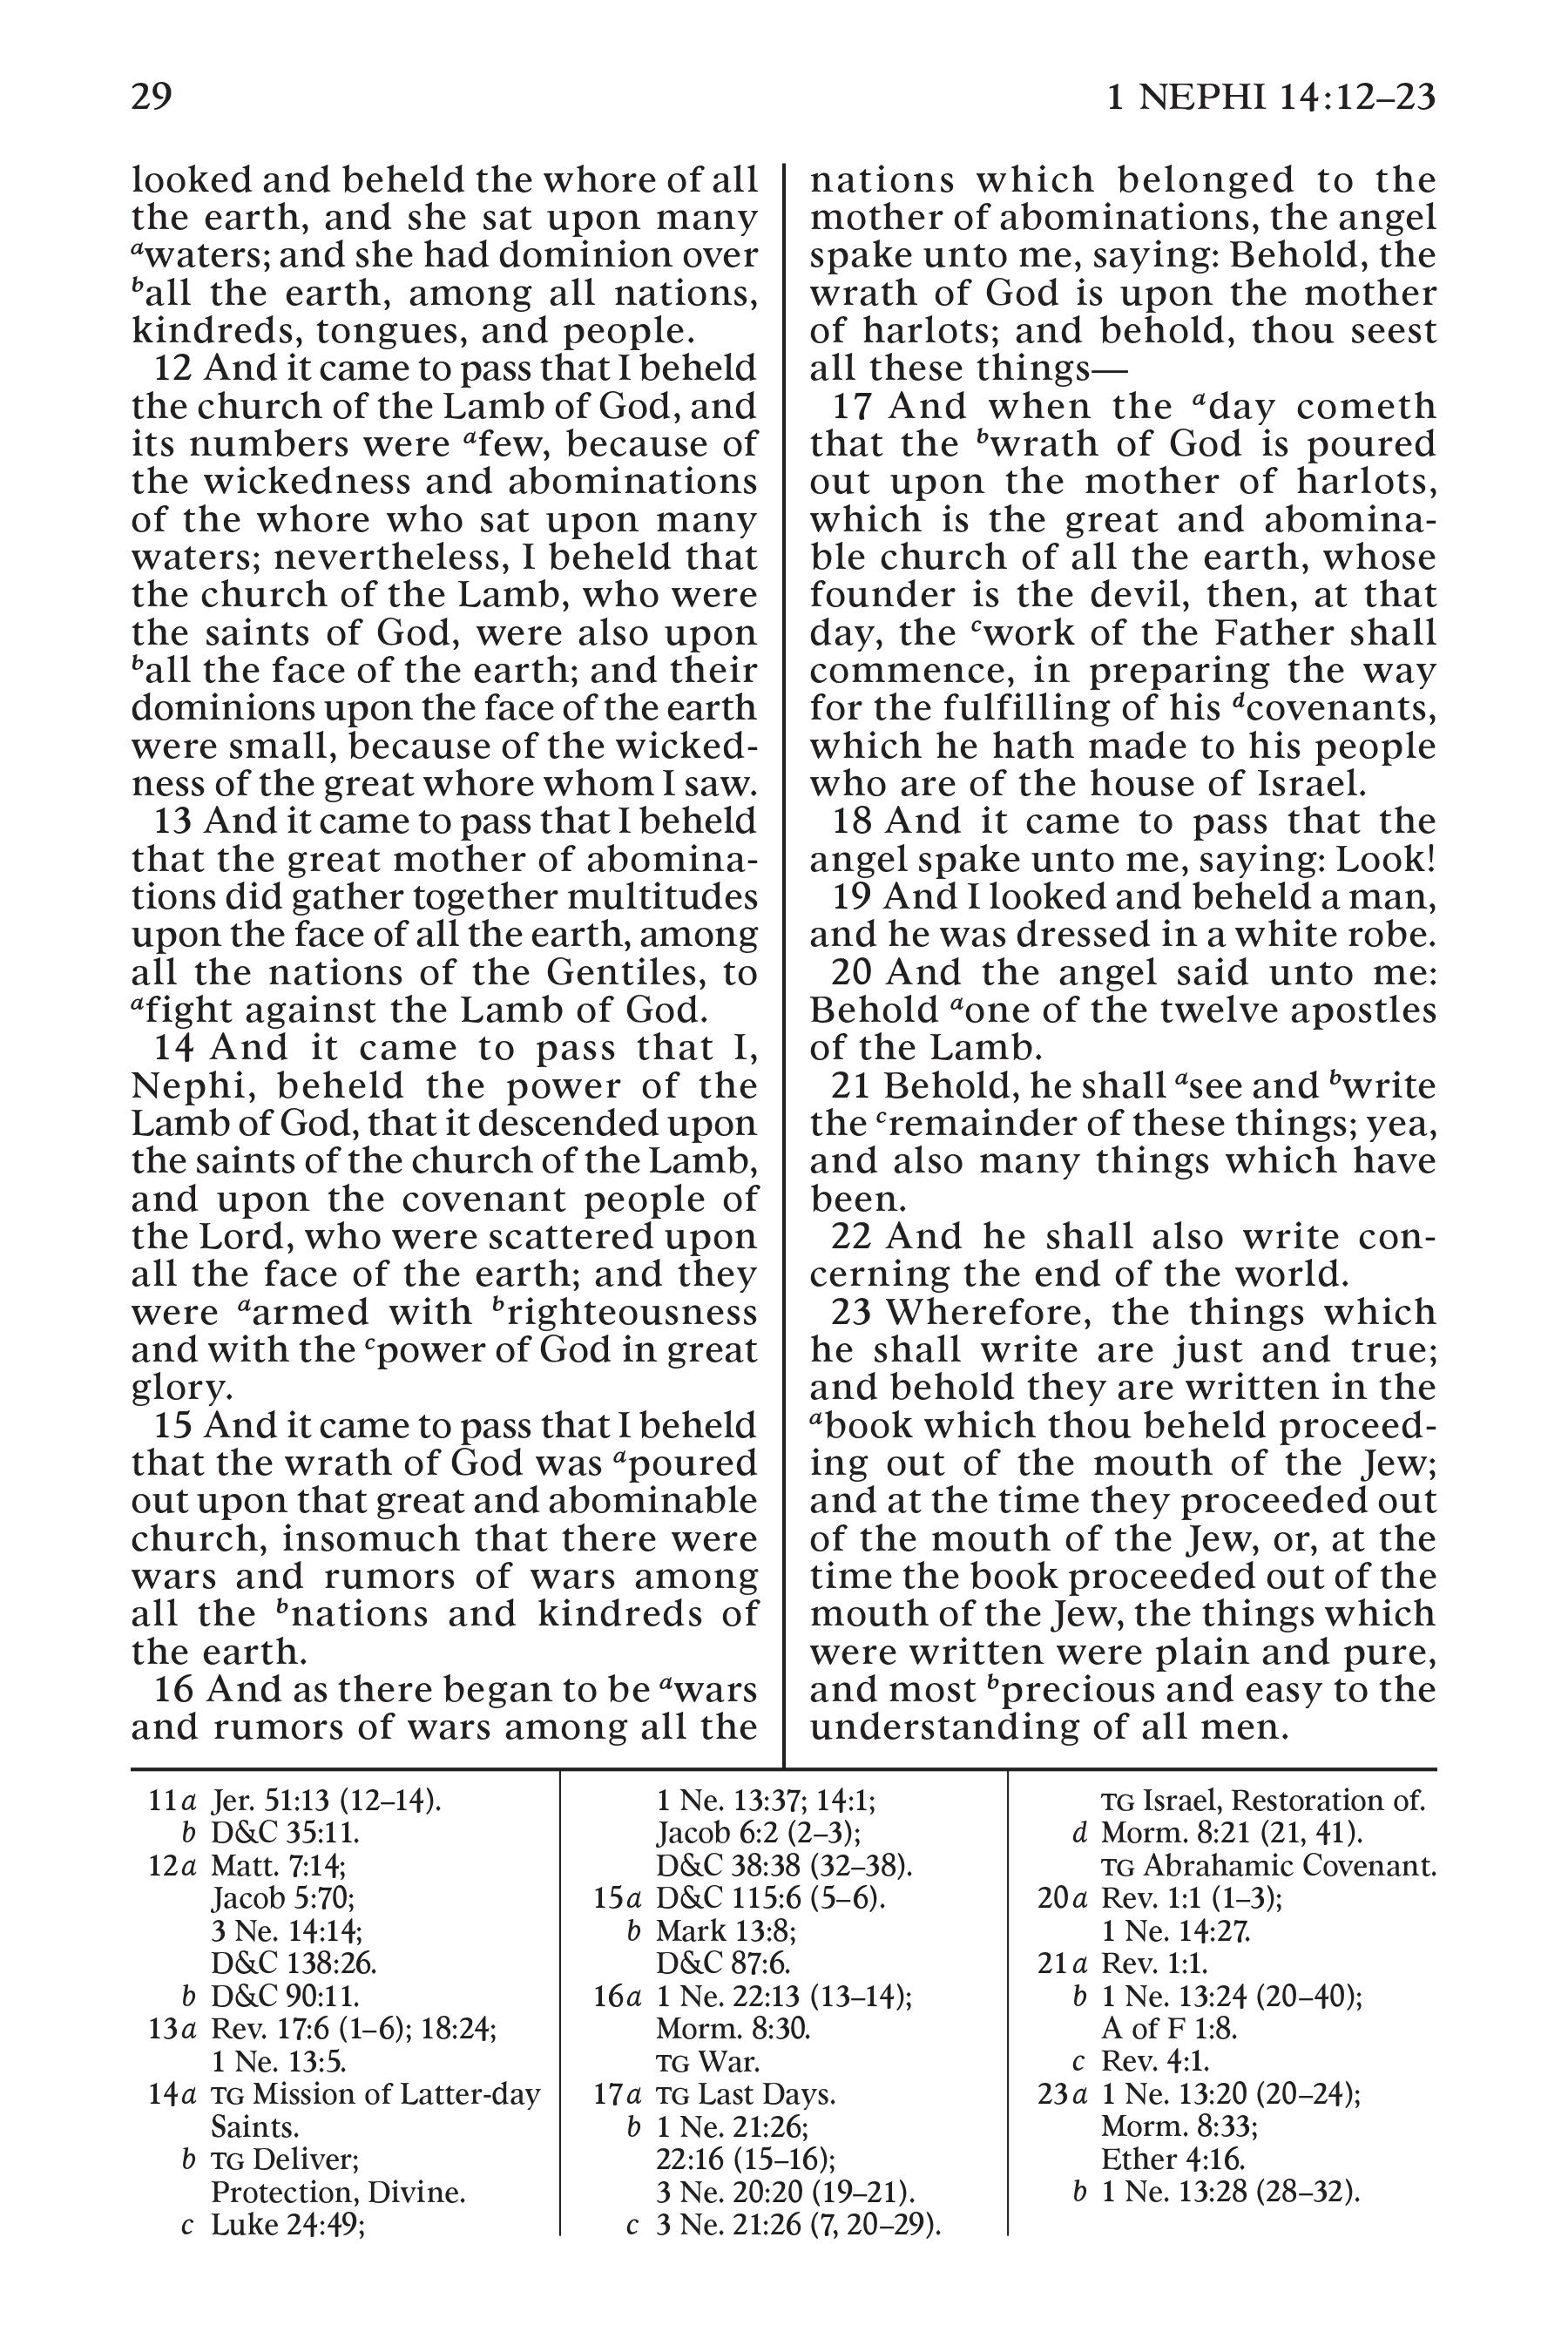 29
1 NEPHI 14:12–23
looked and beheld the whore of all
the earth, and she sat upon many
awaters; and she had dominion over
ball the earth, among all nations,
kindreds, tongues, and people.
12 And it came to pass that I beheld
the church of the Lamb of God, and
its numbers were afew, because of
the wickedness and abominations
of the whore who sat upon many
waters; nevertheless, I beheld that
the church of the Lamb, who were
the saints of God, were also upon
ball the face of the earth; and their
dominions upon the face of the earth
were small, because of the wicked-
ness of the great whore whom I saw.
13 And it came to pass that I beheld
that the great mother of abomina-
tions did gather together multitudes
upon the face of all the earth, among
all the nations of the Gentiles, to
afight against the Lamb of God.
14 And it came to pass that I,
Nephi, beheld the power of the
Lamb of God, that it descended upon
the saints of the church of the Lamb,
and upon the covenant people of
the Lord, who were scattered upon
all the face of the earth; and they
were aarmed with brighteousness
and with the cpower of God in great
glory.
15 And it came to pass that I beheld
that the wrath of God was apoured
out upon that great and abominable
church, insomuch that there were
wars and rumors of wars among
all the bnations and kindreds of
the earth.
16 And as there began to be awars
and rumors of wars among all the
nations which belonged to the
mother of abominations, the angel
spake unto me, saying: Behold, the
wrath of God is upon the mother
of harlots; and behold, thou seest
all these things—
17 And when the aday cometh
that the bwrath of God is poured
out upon the mother of harlots,
which is the great and abomina-
ble church of all the earth, whose
founder is the devil, then, at that
day, the cwork of the Father shall
commence, in preparing the way
for the fulfilling of his dcovenants,
which he hath made to his people
who are of the house of Israel.
18 And it came to pass that the
angel spake unto me, saying: Look!
19 And I looked and beheld a man,
and he was dressed in a white robe.
20 And the angel said unto me:
Behold aone of the twelve apostles
of the Lamb.
21 Behold, he shall asee and bwrite
the cremainder of these things; yea,
and also many things which have
been.
22 And he shall also write con-
cerning the end of the world.
23 Wherefore, the things which
he shall write are just and true;
and behold they are written in the
abook which thou beheld proceed-
ing out of the mouth of the Jew;
and at the time they proceeded out
of the mouth of the Jew, or, at the
time the book proceeded out of the
mouth of the Jew, the things which
were written were plain and pure,
and most bprecious and easy to the
understanding of all men.
11a Jer. 51:13 (12–14).
b D&C 35:11.
12a Matt. 7:14;
Jacob 5:70;
3 Ne. 14:14;
D&C 138:26.
b D&C 90:11.
13a Rev. 17:6 (1–6); 18:24;
1 Ne. 13:5.
14a TG Mission of Latter-day
Saints.
b TG Deliver;
Protection, Divine.
c Luke 24:49;
1 Ne. 13:37; 14:1;
Jacob 6:2 (2–3);
D&C 38:38 (32–38).
15a D&C 115:6 (5–6).
b Mark 13:8;
D&C 87:6.
16a 1 Ne. 22:13 (13–14);
Morm. 8:30.
TG War.
17a TG Last Days.
b 1 Ne. 21:26;
22:16 (15–16);
3 Ne. 20:20 (19–21).
c 3 Ne. 21:26 (7, 20–29).
TG Israel, Restoration of.
d Morm. 8:21 (21, 41).
TG Abrahamic Covenant.
20a Rev. 1:1 (1–3);
1 Ne. 14:27.
21a Rev. 1:1.
b 1 Ne. 13:24 (20–40);
A of F 1:8.
c Rev. 4:1.
23a 1 Ne. 13:20 (20–24);
Morm. 8:33;
Ether 4:16.
b 1 Ne. 13:28 (28–32).